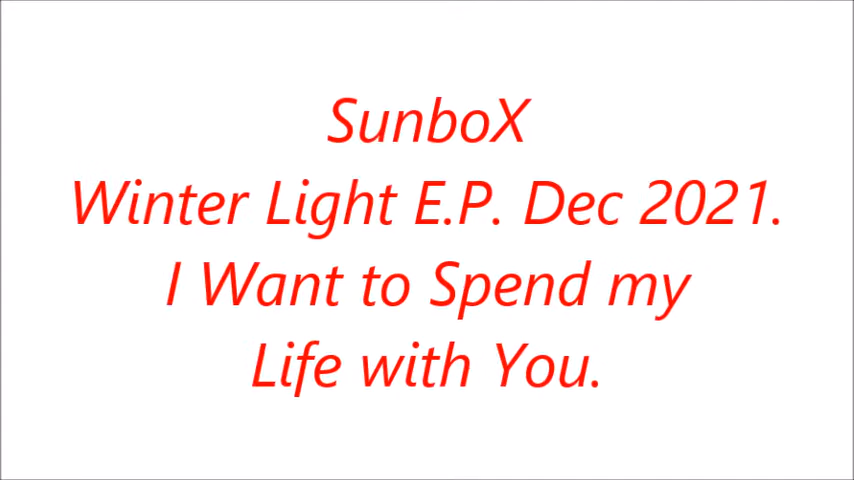 SunboX
Winter Light E.P. Dec 2021.
I Want to Spend my
Life with You.